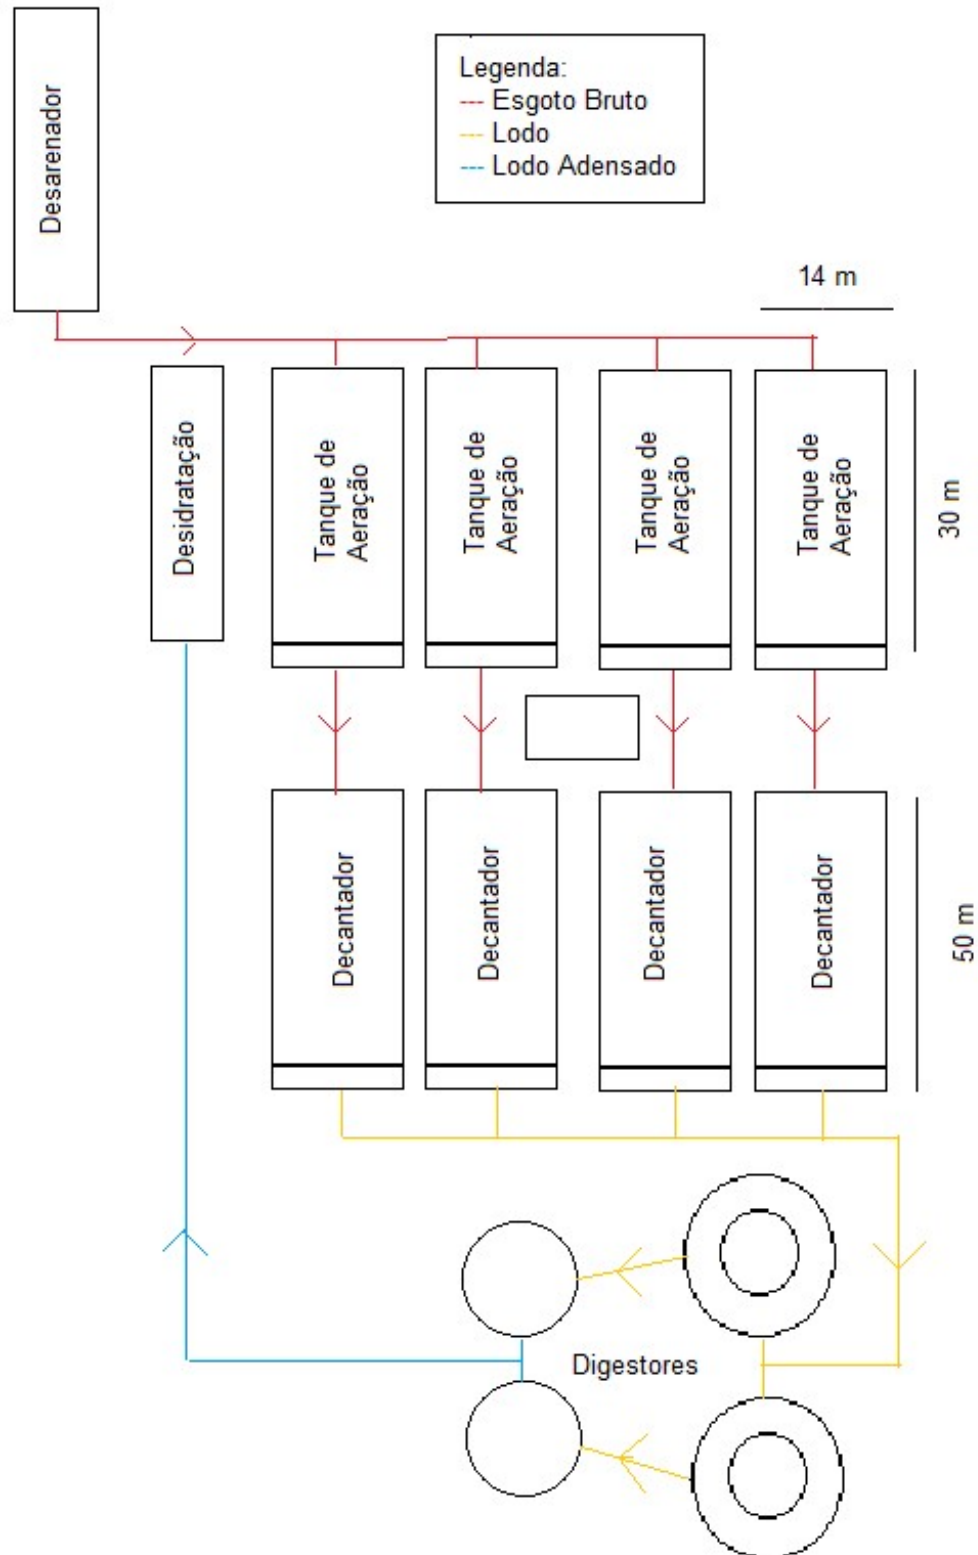 Desarenador
Legenda:
--- Esgoto Bruto
--- Lodo
--- Lodo Adensado
14 m
Desidratação
Tanque de
Aeração
Tanque de
Aeração
Tanque de
Aeração
Tanque de
Aeração
30 m
Decantador
Decantador
Decantador
Decantador
50 m
Digestores